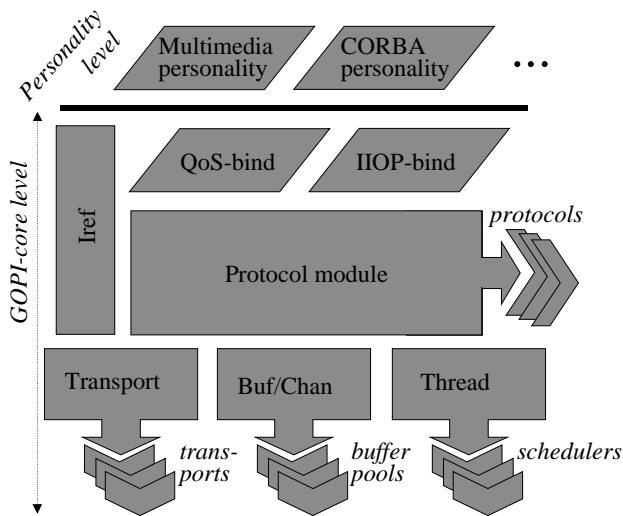 Personality
level
Multimedia
personality
CORBA
personality
...
GOPI-core level
Iref
QoS-bind
IIOP-bind
protocols
Protocol module
Transport
Buf/Chan
Thread
trans-
ports
buffer
pools
schedulers